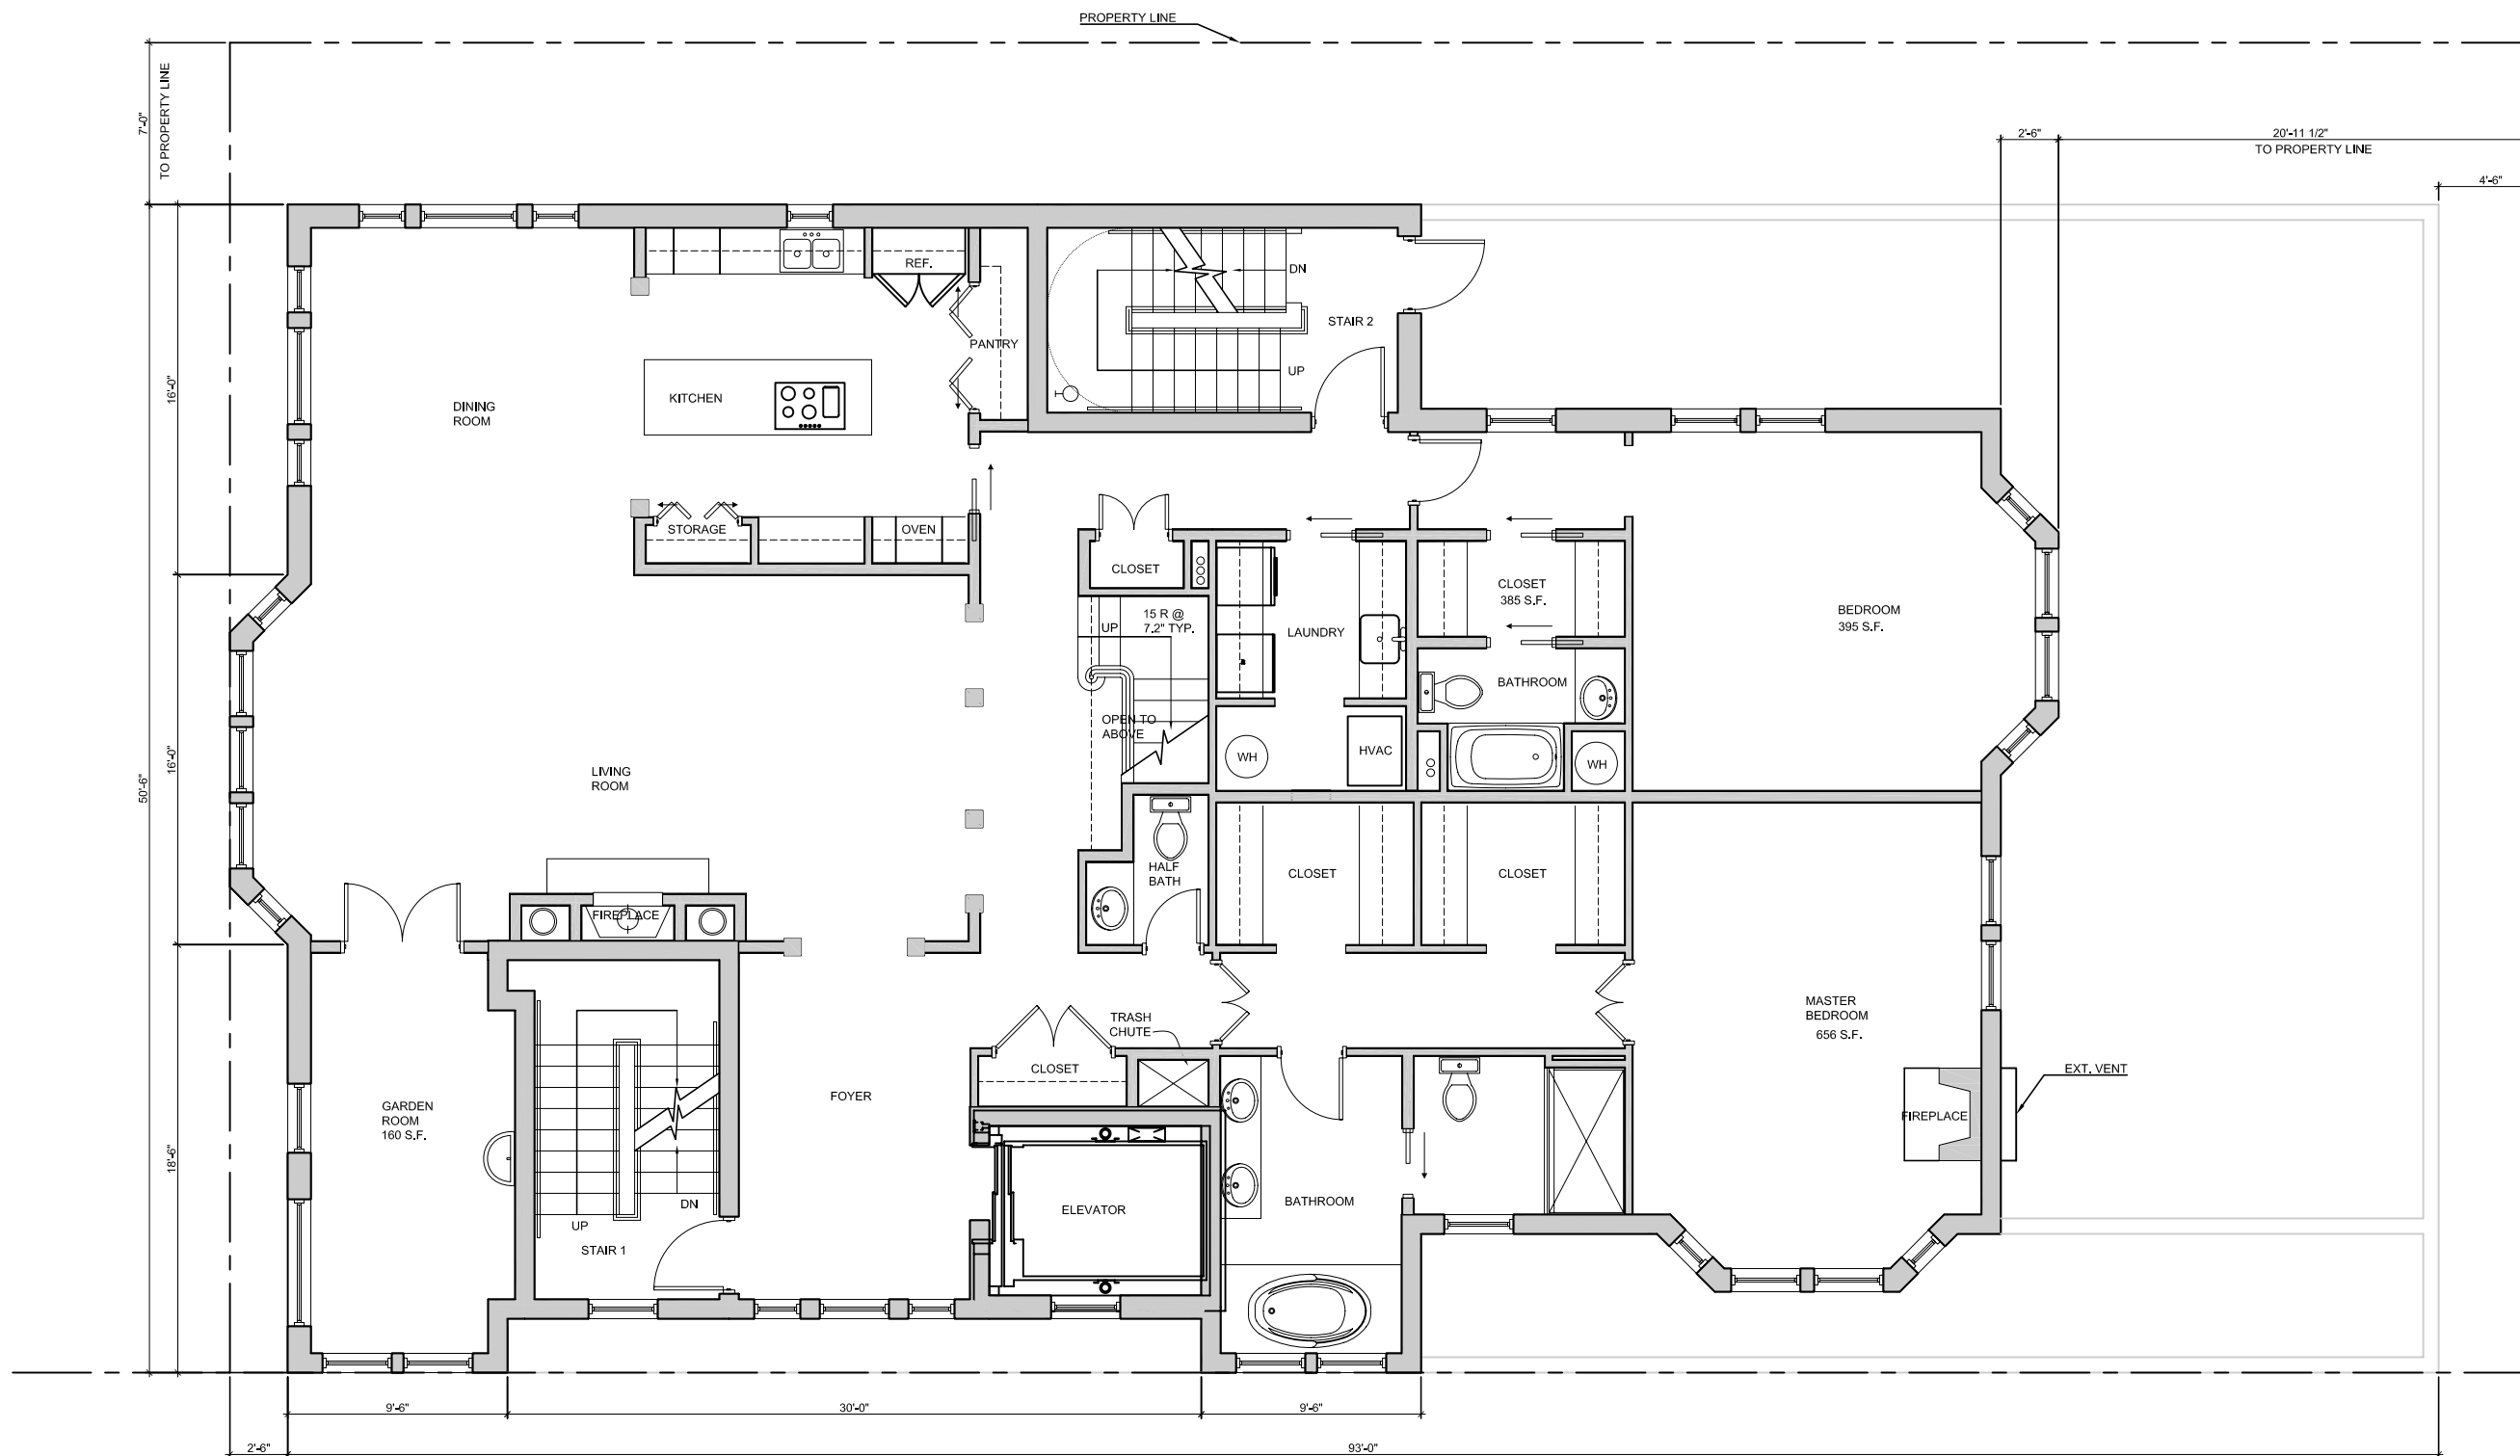 PROPERTY LINE
7'-0"
TO PROPERTY LINE
2'-6"
20'-11 1/2"
TO PROPERTY LINE
4'-6"
REF.
DN
STAIR 2
PANTRY
UP
16'-0"
KITCHEN
DINING
ROOM
STORAGE
OVEN
CLOSET
CLOSET
385 S.F.
15 R @
7.2" TYP.
UP
LAUNDRY
BEDROOM
395 S.F.
BATHROOM
OPEN TO
ABOVE
WH
HVAC
WH
16'-0"
50'-6"
LIVING
ROOM
HALF
BATH
CLOSET
CLOSET
FIREPLACE
MASTER
BEDROOM
656 S.F.
TRASH
CHUTE
CLOSET
EXT. VENT
FOYER
GARDEN
ROOM
160 S.F.
FIREPLACE
18'-6"
DN
UP
ELEVATOR
BATHROOM
STAIR 1
9'-6"
30'-0"
9'-6"
2'-6"
93'-0"